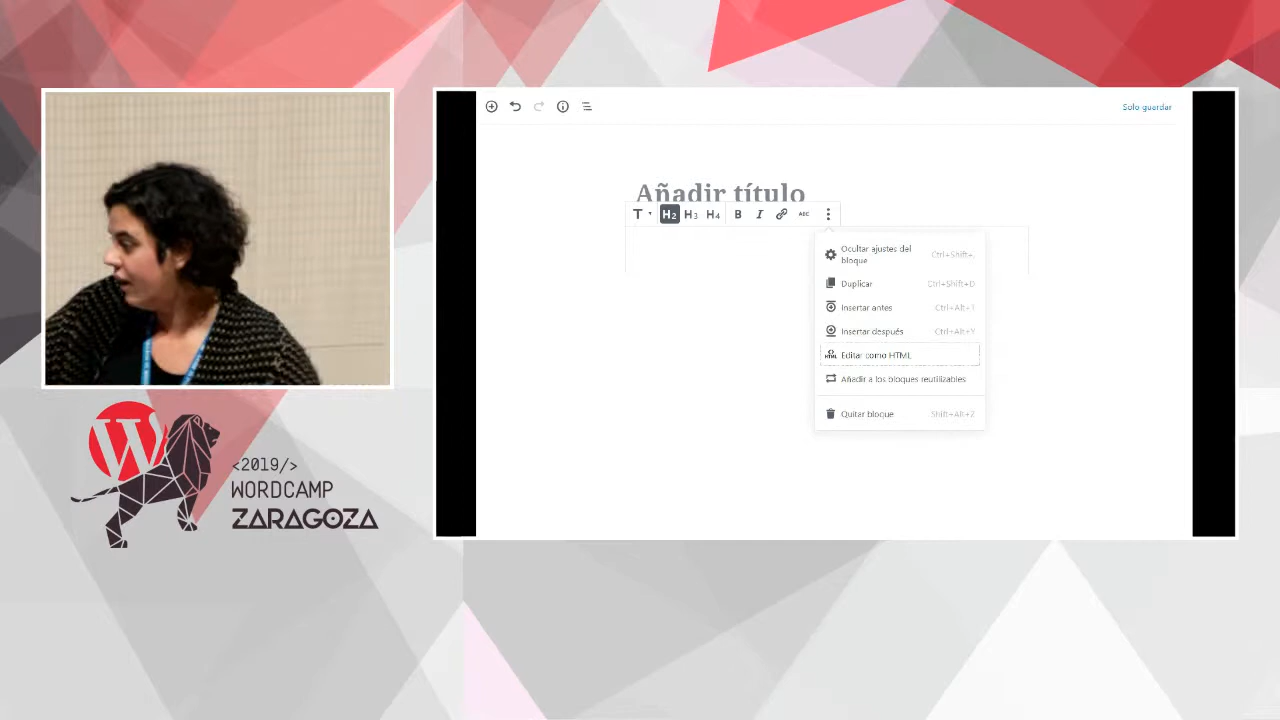 Solo guardar
Añadir título
T H2 H3 H4 B I ABC
Ocultar ajustes del
bloque Ctrl+Shift+,
Duplicar Ctrl+Shift+D
Insertar antes Ctrl+Alt+T
Insertar después Ctrl+Alt+Y
HTML Editar como HTML
Añadir a los bloques reutilizables
Quitar bloque Shift+Alt+Z
W
<2019/>
WORDCAMP
ZARAGOZA